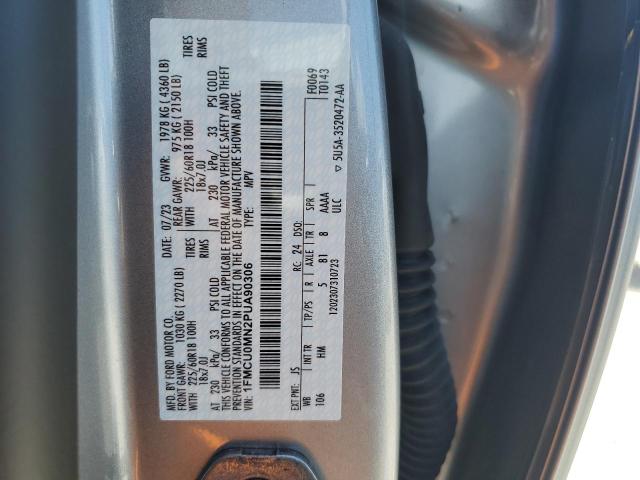 MFD. BY FORD MOTOR CO. DATE: 07/23 GVWR: 1978 KG ( 4360 LB)
FRONT GAWR: 1030 KG ( 2270 LB) REAR GAWR: 975 KG ( 2150 LB)
WITH 225/60R18 100H TIRES WITH 225/60R18 100H TIRES
18x7.0J RIMS 18x7.0J RIMS
AT 230 kPa/ 33 PSI COLD AT 230 kPa/ 33 PSI COLD
THIS VEHICLE CONFORMS TO ALL APPLICABLE FEDERAL MOTOR VEHICLE SAFETY AND THEFT
PREVENTION STANDARDS IN EFFECT ON THE DATE OF MANUFACTURE SHOWN ABOVE.
VIN: 1FMCU0MN2PUA90306 TYPE: MPV
F0069
T0143
EXT PNT: JS RC: 24 DSO:
WB INT TR TP/PS R AXLE TR SPR
106 HM 5 81 8 AAAA
ULC
1202307310723
▽ 5U5A-3520472-AA